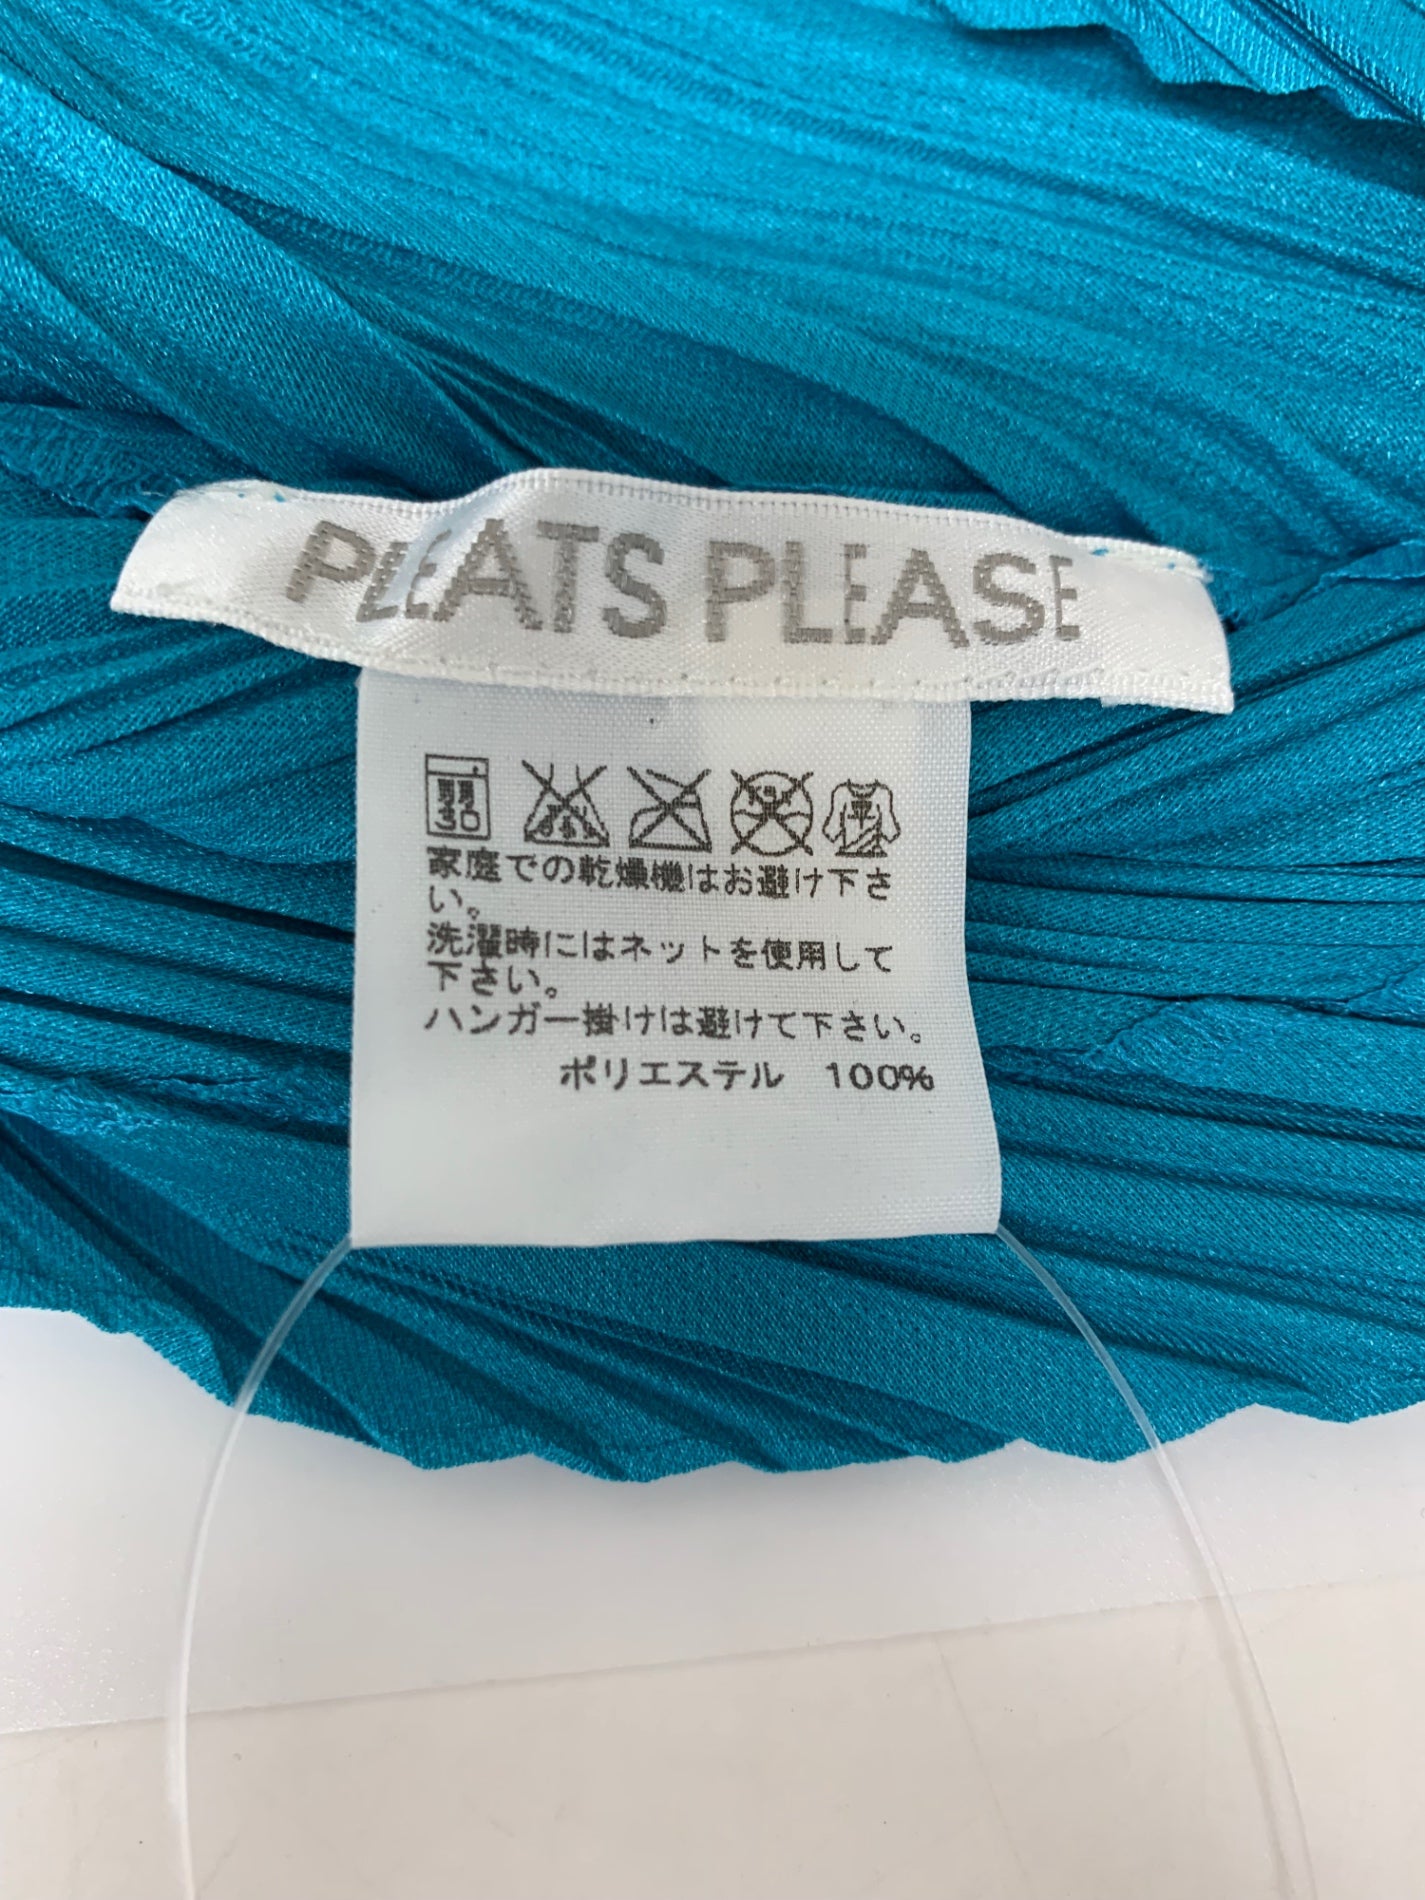 PLEATS PLEASE
弱
30
家庭での乾燥機はお避け下さ
い。
洗濯時にはネットを使用して
下さい。
ハンガー掛けは避けて下さい。
ポリエステル 100%